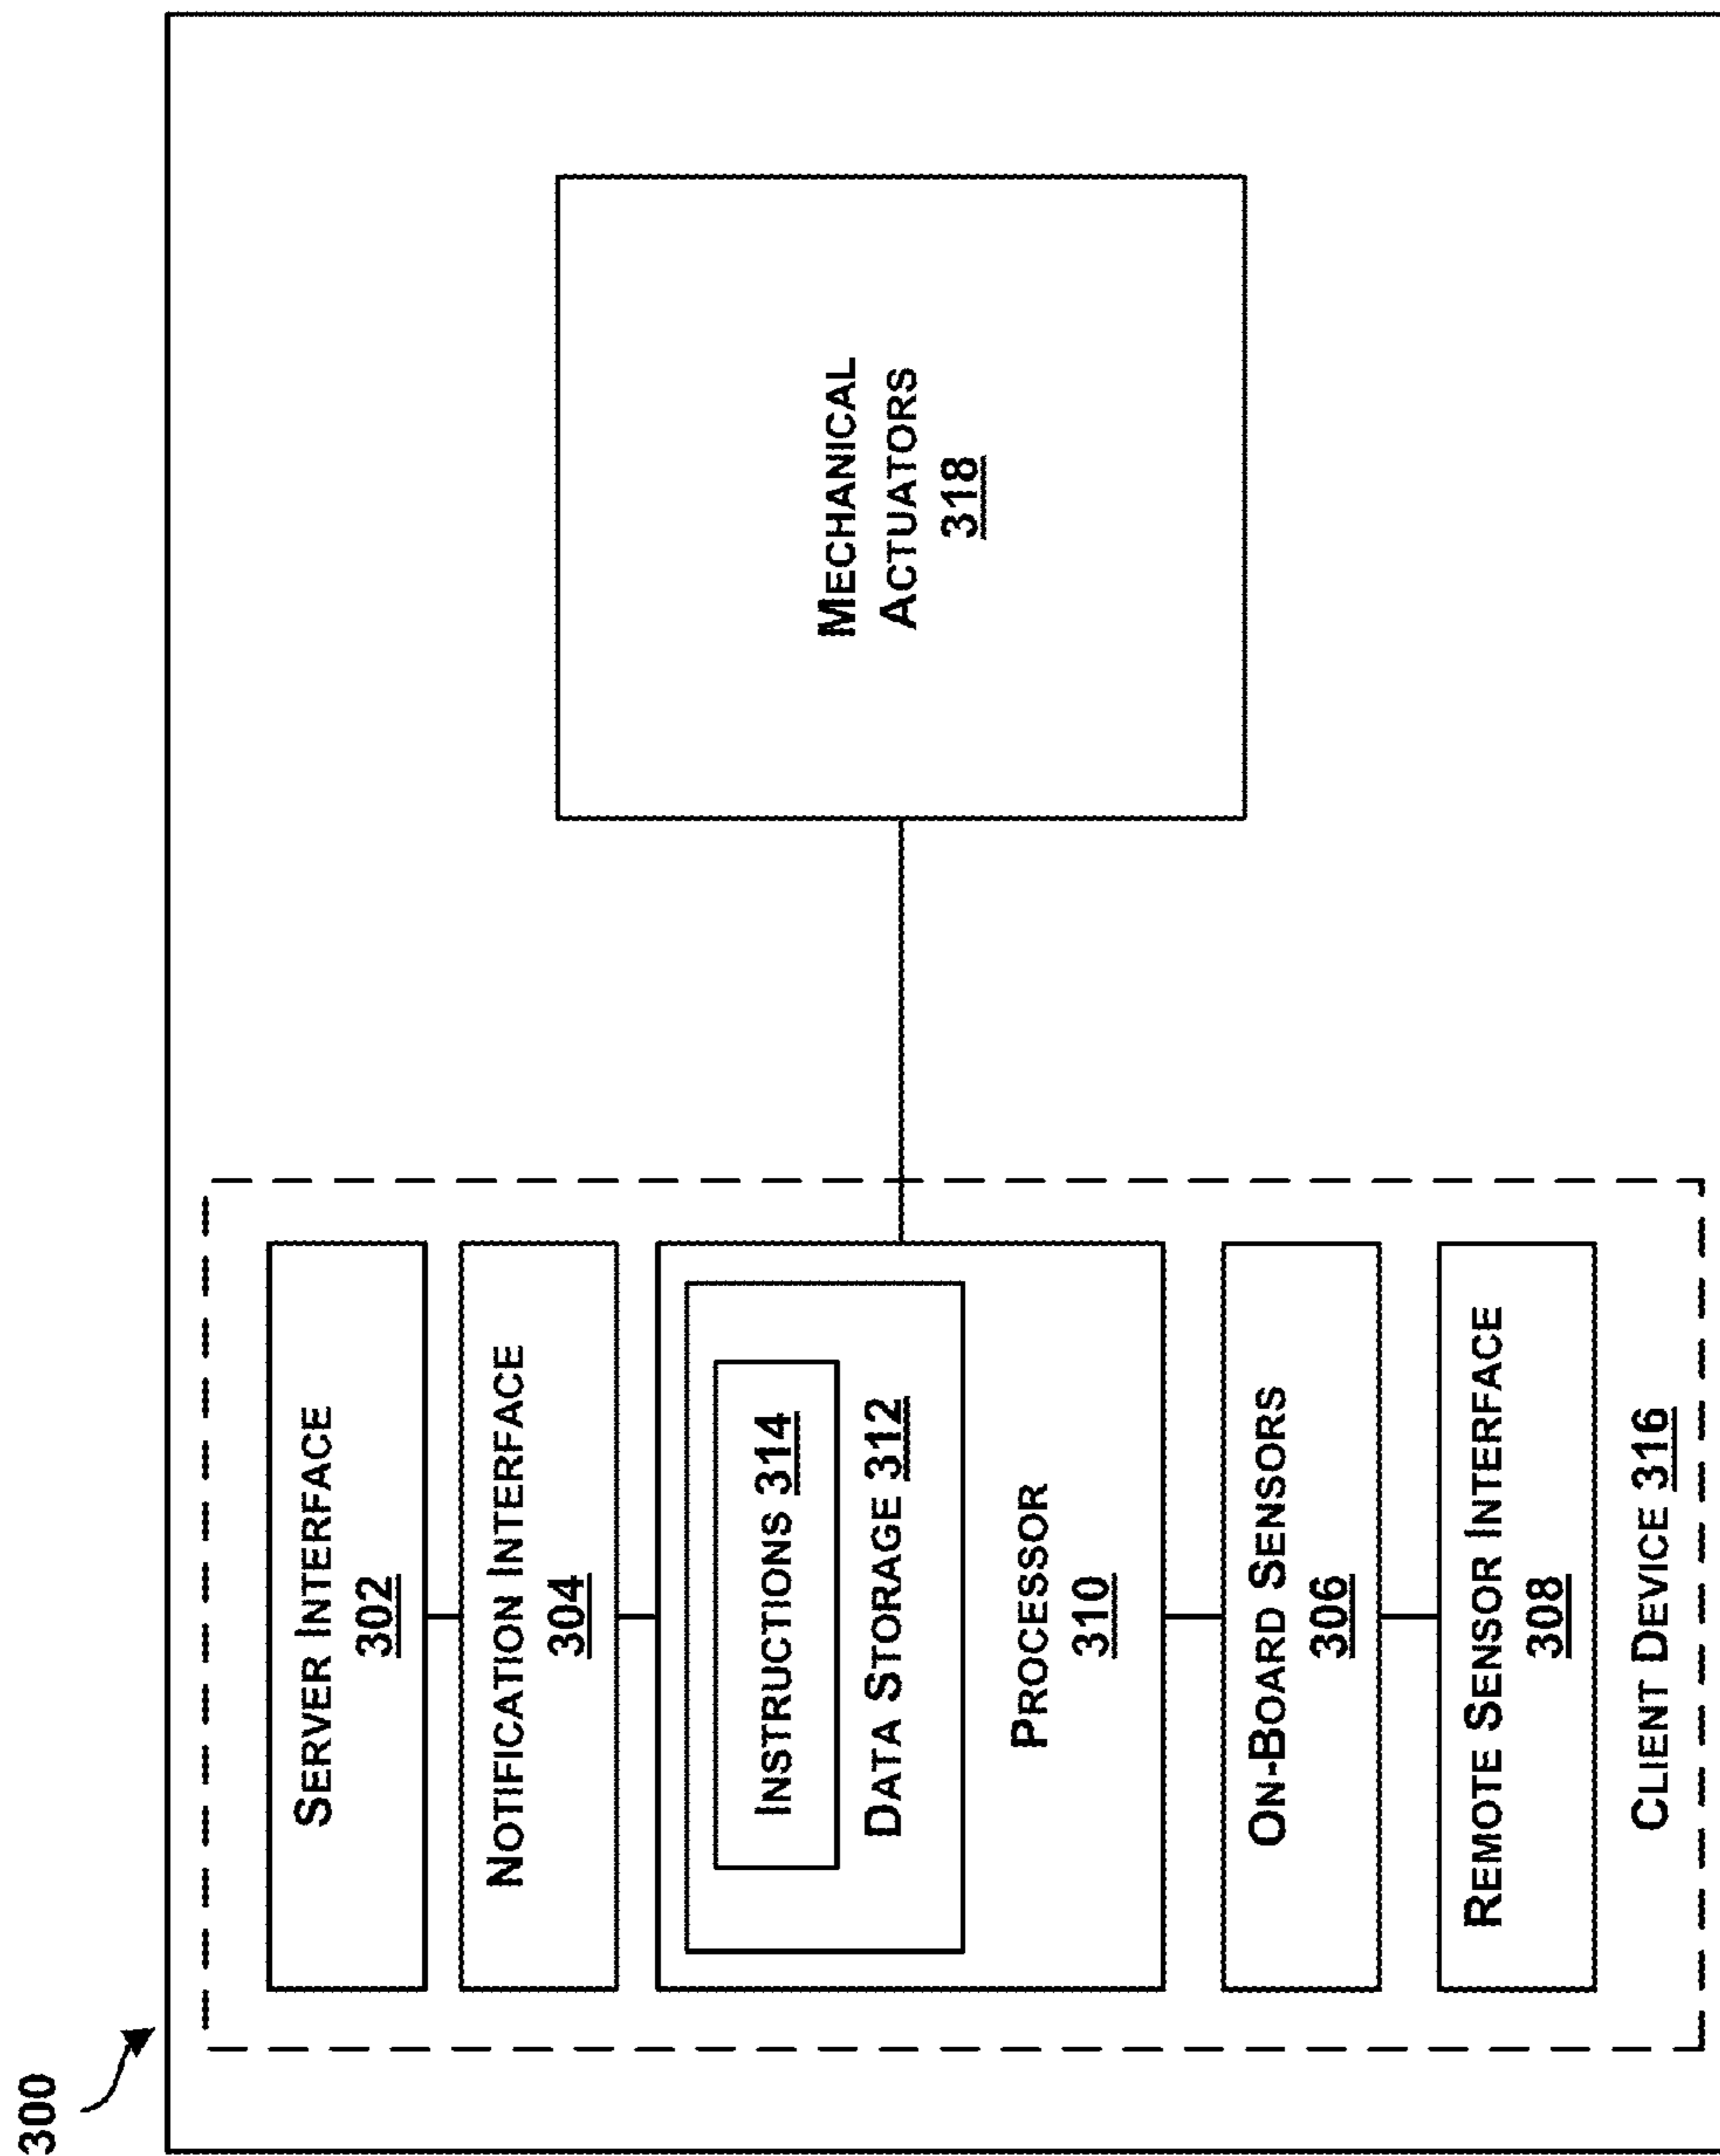 300
SERVER INTERFACE
302
NOTIFICATION INTERFACE
304
INSTRUCTIONS 314
DATA STORAGE 312
PROCESSOR
310
ON-BOARD SENSORS
306
REMOTE SENSOR INTERFACE
308
CLIENT DEVICE 316
MECHANICAL
ACTUATORS
318